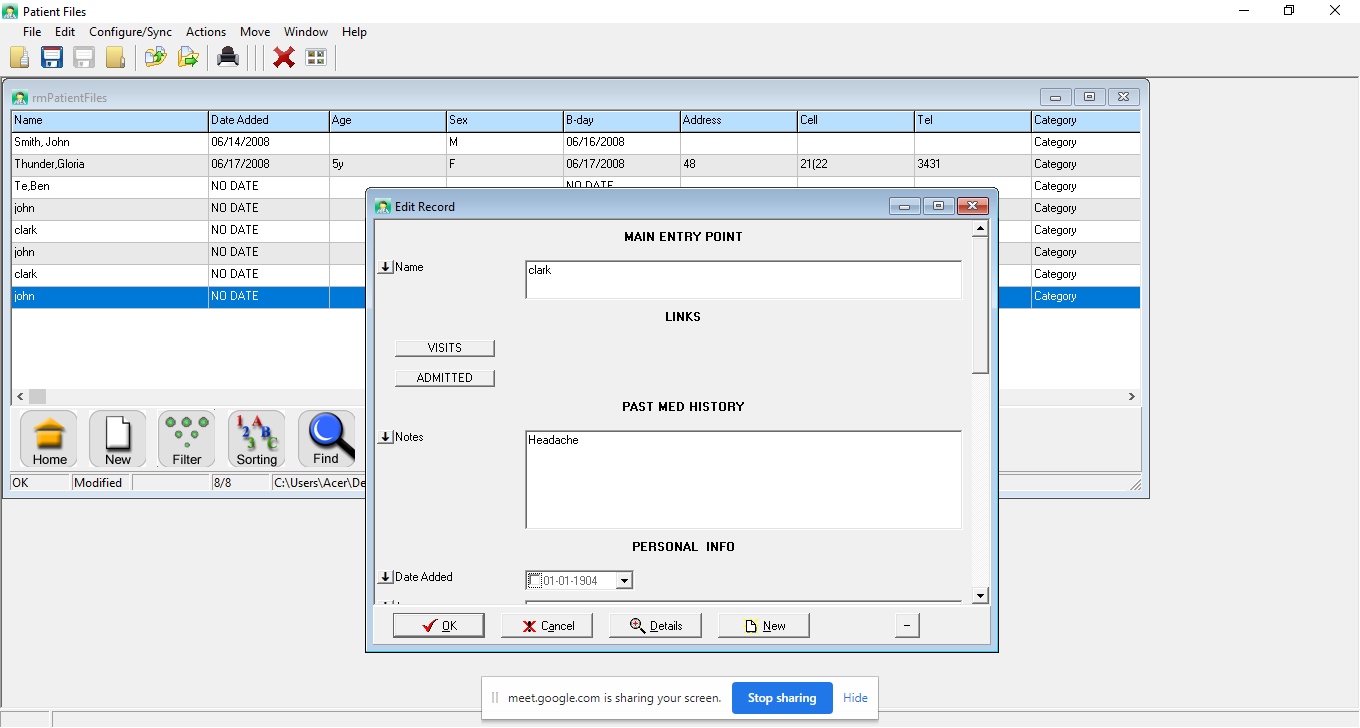 Patient Files
File Edit Configure/Sync Actions Move Window Help
rmPatientFiles
Name Date Added Age Sex B-day Address Cell Tel Category
Smith, John 06/14/2008 M 06/16/2008 Category
Thunder,Gloria 06/17/2008 5y F 06/17/2008 48 21(22 3431 Category
Te,Ben NO DATE NO DATE Category
john NO DATE Category
clark NO DATE Category
john NO DATE Category
clark NO DATE Category
john NO DATE Category
Home New Filter Sorting Find
OK Modified 8/8 C:\Users\Acer\De
Edit Record
MAIN ENTRY POINT
Name clark
LINKS
VISITS
ADMITTED
PAST MED HISTORY
Notes Headache
PERSONAL INFO
Date Added 01-01-1904
OK Cancel Details New –
meet.google.com is sharing your screen. Stop sharing Hide